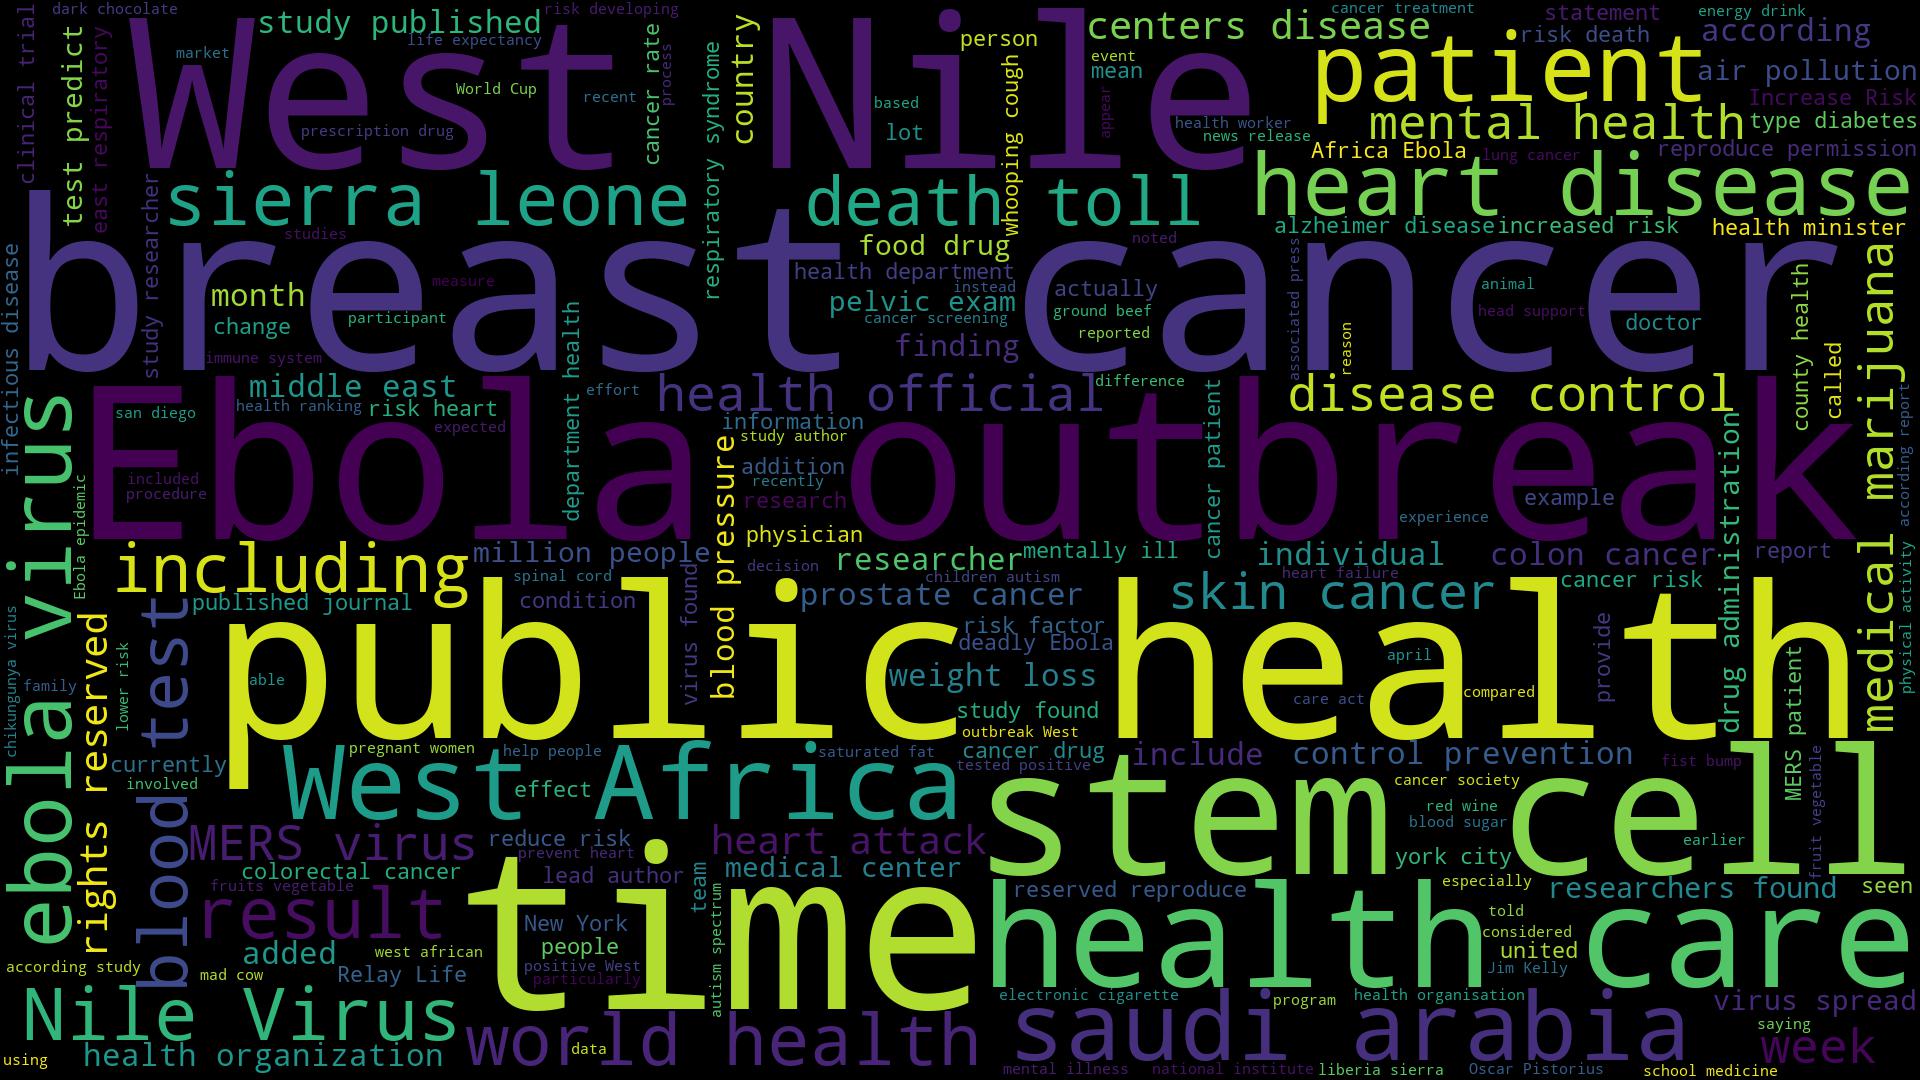 dark chocolate
study published
risk developing
cancer treatment
energy drink
West Nile
life expectancy
market
World Cup
recent
prescription drug
cancer rate
process
country
person
centers disease
event
mean
statement
risk death
according
patient
air pollution
Increase Risk
clinical trial
test predict
east respiratory
respiratory syndrome
based
lot
whooping cough
appear
health worker
news release
mental health
type diabetes
Africa Ebola
lung cancer
reproduce permission
sierra leone
death toll
heart disease
alzheimer disease
increased risk
health minister
studies
food drug
noted
breast cancer
infectious disease
study researcher
month
measure
change
participant
immune system
health department
instead
pelvic exam
cancer screening
actually
ground beef
reported
finding
associated press
reason
animal
head support
doctor
county health
called
medical marijuana
according report
middle east
health ranking
risk heart
san diego
expected
department health
effort
health official
difference
disease control
information
study author
Ebola outbreak
included
procedure
addition
recently
research
physician
blood pressure
cancer patient
example
experience
drug administration
ebola virus
Ebola epidemic
including
million people
decision
researcher
mentally ill
individual
colon cancer
report
spinal cord
children autism
heart failure
cancer risk
published journal
condition
prostate cancer
skin cancer
public health
virus found
risk factor
deadly Ebola
weight loss
study found
outbreak West
april
care act
compared
provide
physical activity
MERS patient
chikungunya virus
family
lower risk
rights reserved
blood test
able
currently
involved
pregnant women
help people
saturated fat
cancer drug
tested positive
include
control prevention
fist bump
West Africa
effect
stem cell
cancer society
red wine
blood sugar
earlier
york city
fruit vegetable
MERS virus
reduce risk
prevent heart
heart attack
colorectal cancer
lead author
medical center
team
fruits vegetable
result
time
reserved reproduce
especially
researchers found
seen
health care
told
considered
united
Jim Kelly
New York
people
positive West
particularly
added
west african
according study
mad cow
Relay Life
autism spectrum
electronic cigarette
program
health organisation
virus spread
Nile Virus
world health
data
saudi arabia
saying
week
using
health organization
mental illness
national institute
liberia sierra
Oscar Pistorius
school medicine